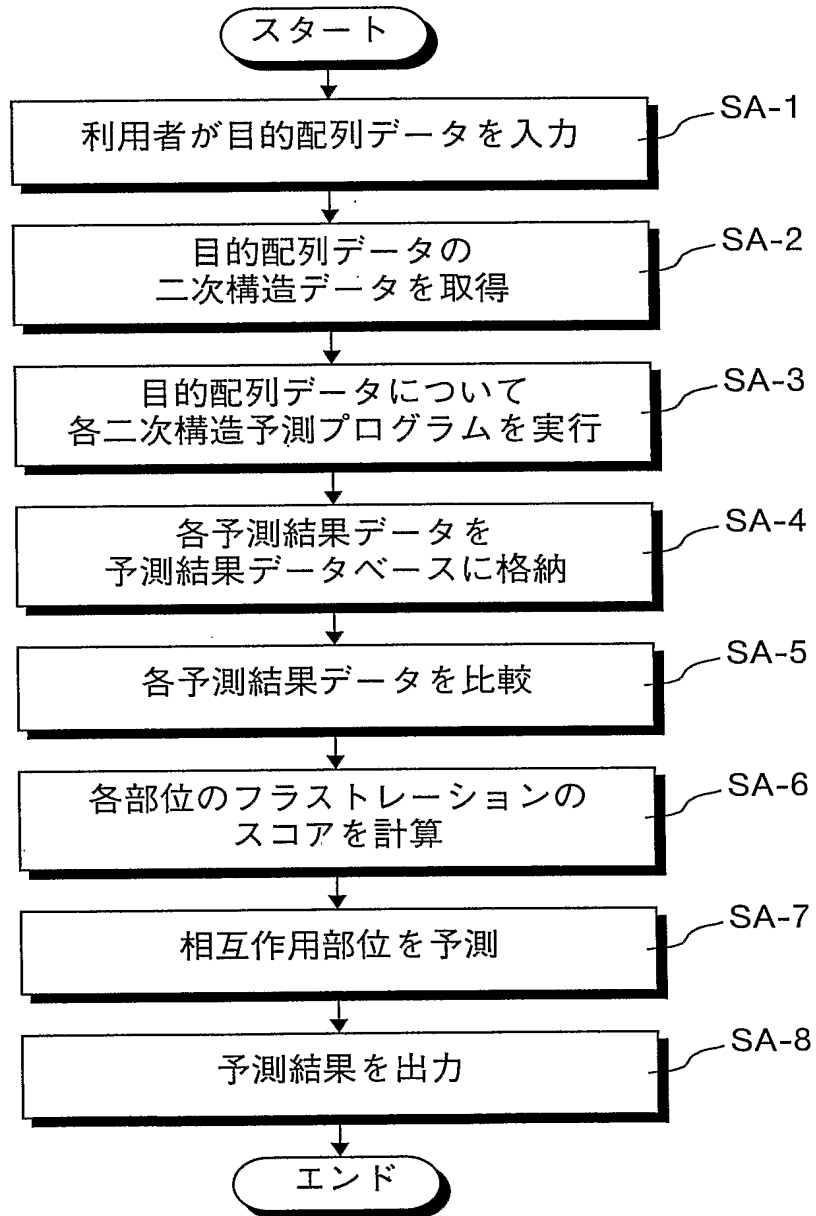 スタート
利用者が目的配列データを入力
SA-1
目的配列データの
二次構造データを取得
SA-2
目的配列データについて
各二次構造予測プログラムを実行
SA-3
各予測結果データを
予測結果データベースに格納
SA-4
各予測結果データを比較
SA-5
各部位のフラストレーションの
スコアを計算
SA-6
相互作用部位を予測
SA-7
予測結果を出力
SA-8
エンド